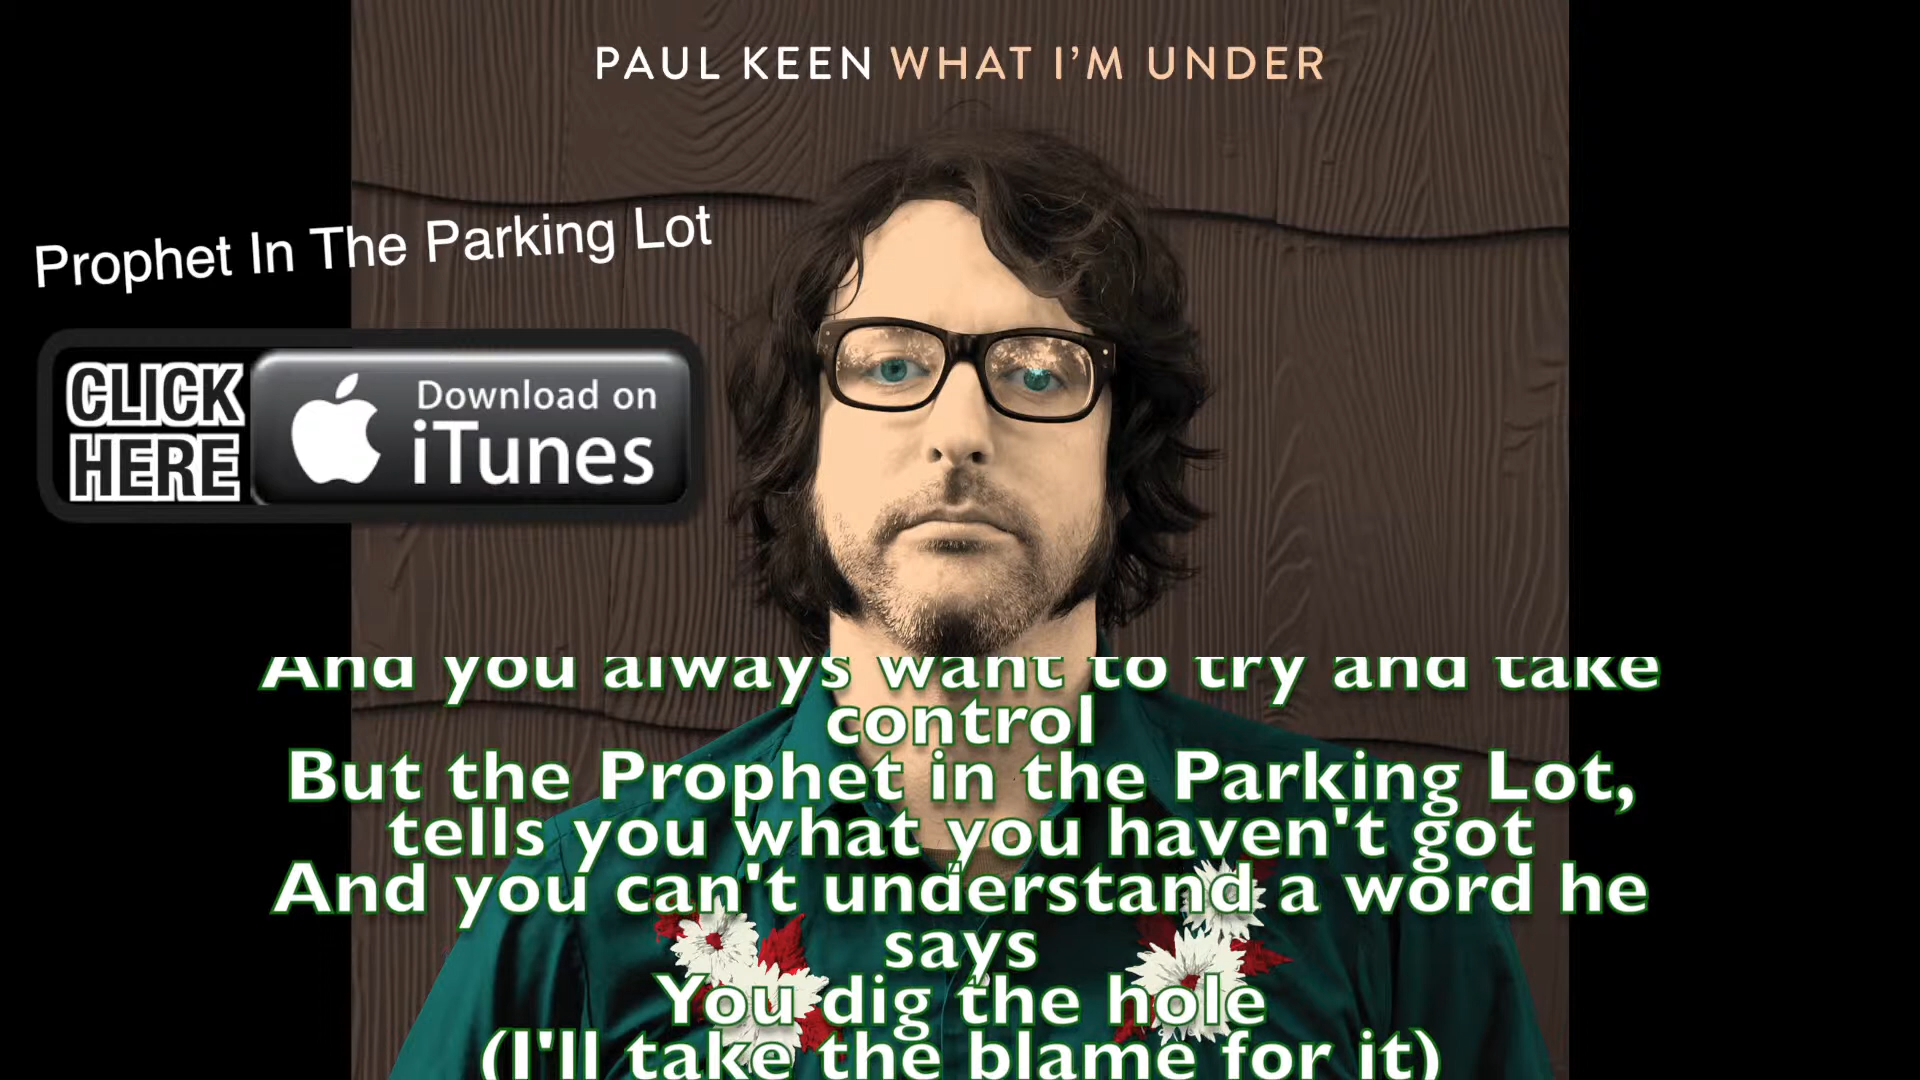 PAUL KEEN WHAT I'M UNDER
Prophet In The Parking Lot
CLICK
HERE
Download on
iTunes
And you always want to try and take
control
But the Prophet in the Parking Lot,
tells you what you haven't got
And you can't understand a word he
says
You dig the hole
(I'll take the blame for it)